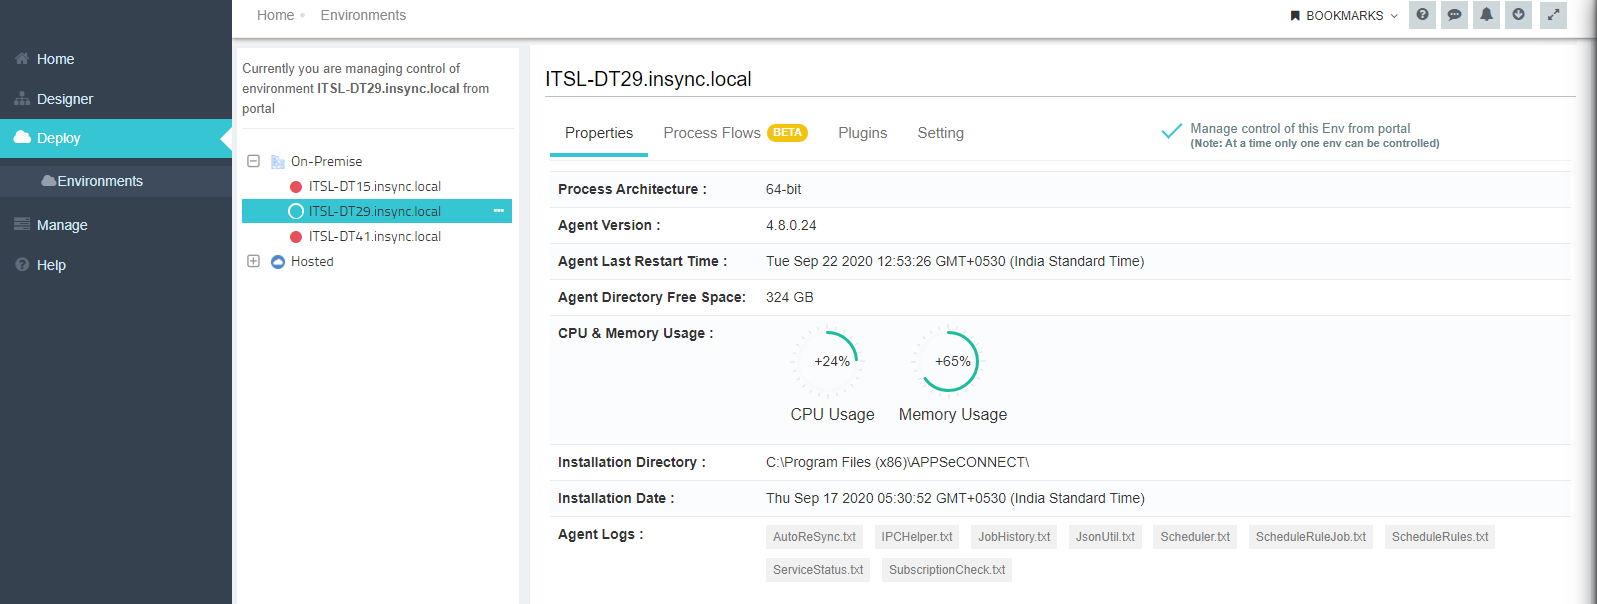 Home
Designer
Deploy
Environments
Manage
Help
Home • Environments
BOOKMARKS
Currently you are managing control of
environment ITSL-DT29.insync.local from
portal
On-Premise
ITSL-DT15.insync.local
ITSL-DT29.insync.local
ITSL-DT41.insync.local
Hosted
ITSL-DT29.insync.local
Properties Process Flows BETA Plugins Setting
Manage control of this Env from portal
(Note: At a time only one env can be controlled)
Process Architecture : 64-bit
Agent Version : 4.8.0.24
Agent Last Restart Time : Tue Sep 22 2020 12:53:26 GMT+0530 (India Standard Time)
Agent Directory Free Space: 324 GB
CPU & Memory Usage :
+24% +65%
CPU Usage Memory Usage
Installation Directory : C:\Program Files (x86)\APPSeCONNECT\
Installation Date : Thu Sep 17 2020 05:30:52 GMT+0530 (India Standard Time)
Agent Logs : AutoReSync.txt IPCHelper.txt JobHistory.txt JsonUtil.txt Scheduler.txt ScheduleRuleJob.txt ScheduleRules.txt
ServiceStatus.txt SubscriptionCheck.txt